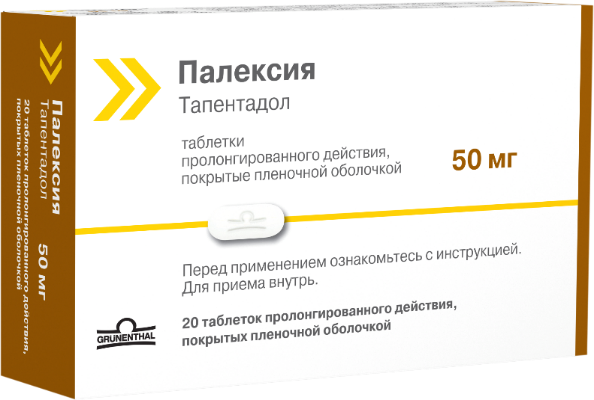 Палексия
Тапентадол
таблетки
пролонгированного действия,
покрытые пленочной оболочкой
50 мг
Перед применением ознакомьтесь с инструкцией.
Для приема внутрь.
20 таблеток пролонгированного действия,
покрытых пленочной оболочкой
GRUNENTHAL
Палексия
Тапентадол
50 мг
20 таблеток пролонгированного действия,
покрытых пленочной оболочкой